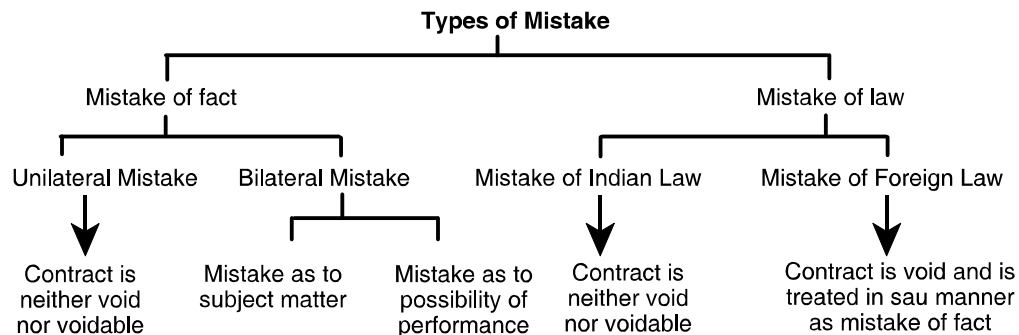 Types of Mistake
Mistake of fact
Mistake of law
Unilateral Mistake
Bilateral Mistake
Mistake of Indian Law
Mistake of Foreign Law
Contract is
neither void
nor voidable
Mistake as to
subject matter
Mistake as to
possibility of
performance
Contract is
neither void
nor voidable
Contract is void and is
treated in sau manner
as mistake of fact